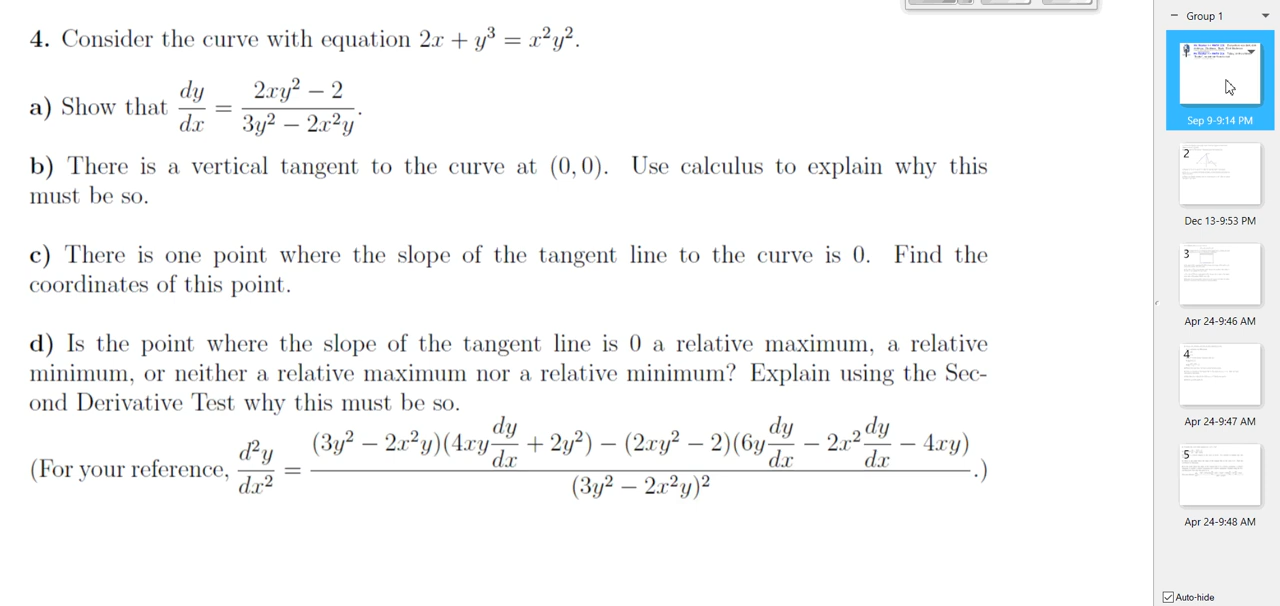 4. Consider the curve with equation 2x + y³ = x²y².
a) Show that dy/dx = (2xy² − 2)/(3y² − 2x²y).
b) There is a vertical tangent to the curve at (0, 0). Use calculus to explain why this
must be so.
c) There is one point where the slope of the tangent line to the curve is 0. Find the
coordinates of this point.
d) Is the point where the slope of the tangent line is 0 a relative maximum, a relative
minimum, or neither a relative maximum nor a relative minimum? Explain using the Sec-
ond Derivative Test why this must be so.
(For your reference, d²y/dx² = ((3y² − 2x²y)(4xy dy/dx + 2y²) − (2xy² − 2)(6y dy/dx − 2x² dy/dx − 4xy))/(3y² − 2x²y)².)
Group 1
Sep 9-9:14 PM
2
Dec 13-9:53 PM
3
Apr 24-9:46 AM
4
Apr 24-9:47 AM
5
Apr 24-9:48 AM
Auto-hide